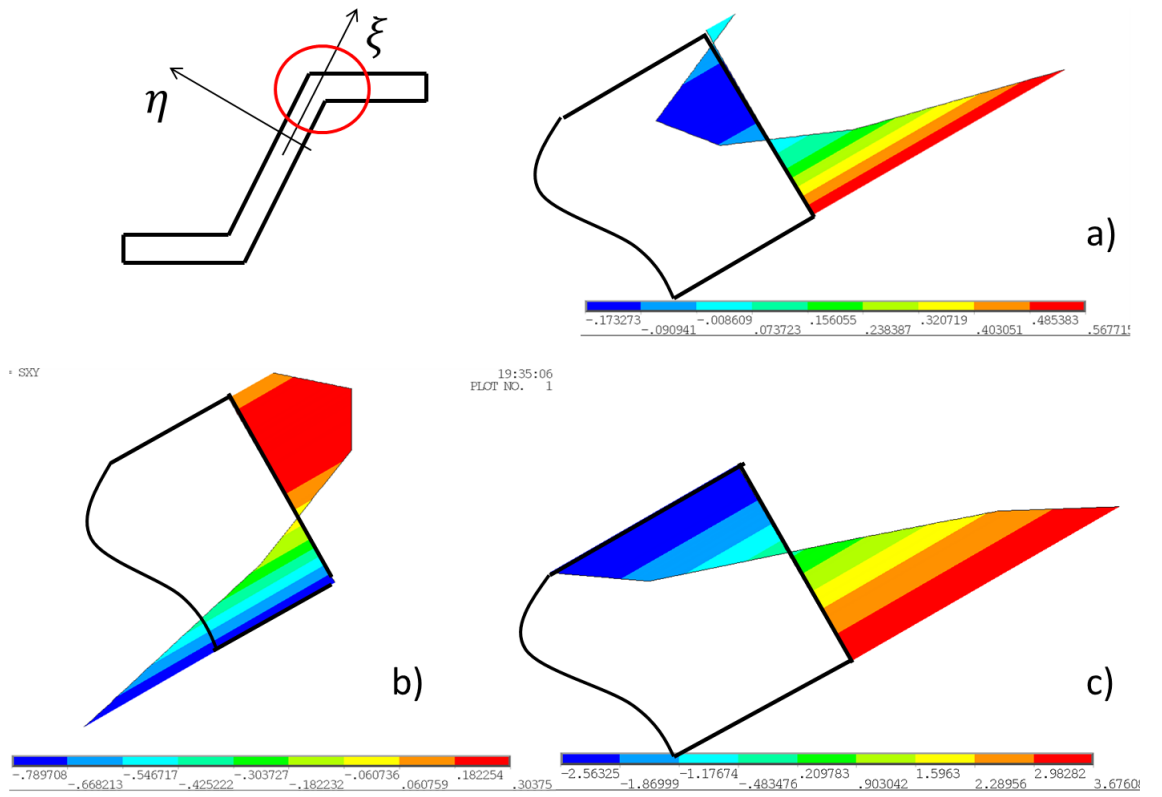 ξ
η
a)
-.173273 -.008609 .156055 .320719 .485383
-.090941 .073723 .238387 .403051 .567715
SXY
19:35:06
PLOT NO. 1
b)
c)
-.789708 -.546717 -.303727 -.060736 .182254
-.668213 -.425222 -.182232 .060759 .30375
-2.56325 -1.17674 .209783 1.5963 2.98282
-1.86999 -.483476 .903042 2.28956 3.67608